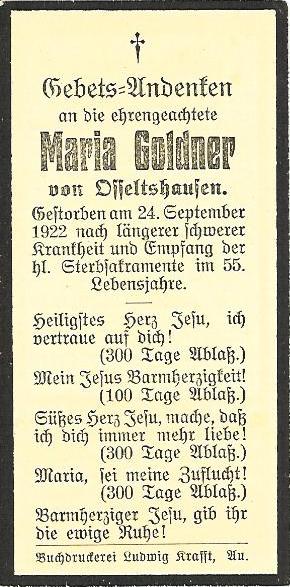 Gebets=Andenken
an die ehrengeachtete
Maria Goldner
von Osseltshausen.
Gestorben am 24. September
1922 nach längerer schwerer
Krankheit und Empfang der
hl. Sterbsakramente im 55.
Lebensjahre.
Heiligstes Herz Jesu, ich
vertraue auf dich!
(300 Tage Ablaß.)
Mein Jesus Barmherzigkeit!
(100 Tage Ablaß.)
Süßes Herz Jesu, mache, daß
ich dich immer mehr liebe!
(300 Tage Ablaß.)
Maria, sei meine Zuflucht!
(300 Tage Ablaß.)
Barmherziger Jesu, gib ihr
die ewige Ruhe!
Buchdruckerei Ludwig Krafft, Au.